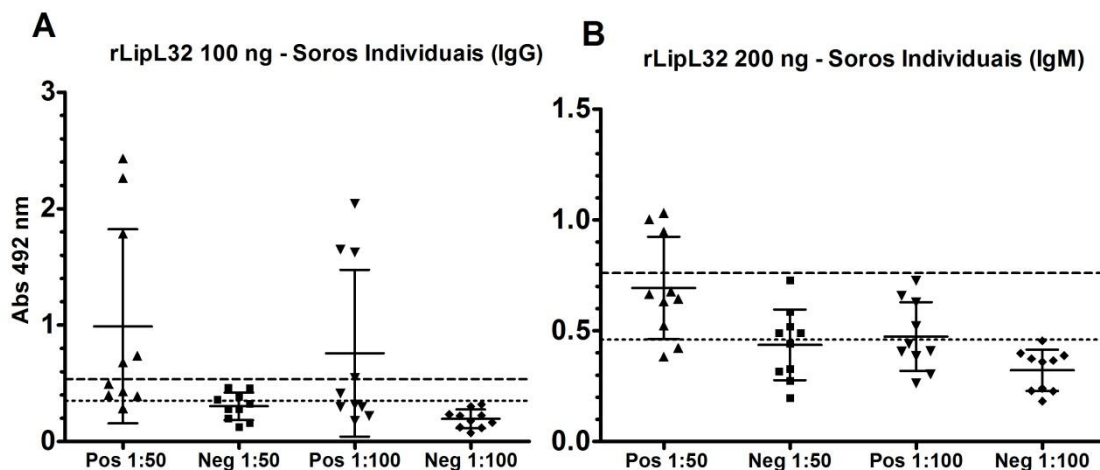 A
rLipL32 100 ng - Soros Individuais (IgG)
Abs 492 nm
3
2
1
0
Pos 1:50 Neg 1:50 Pos 1:100 Neg 1:100
B
rLipL32 200 ng - Soros Individuais (IgM)
1.5
1.0
0.5
0.0
Pos 1:50 Neg 1:50 Pos 1:100 Neg 1:100